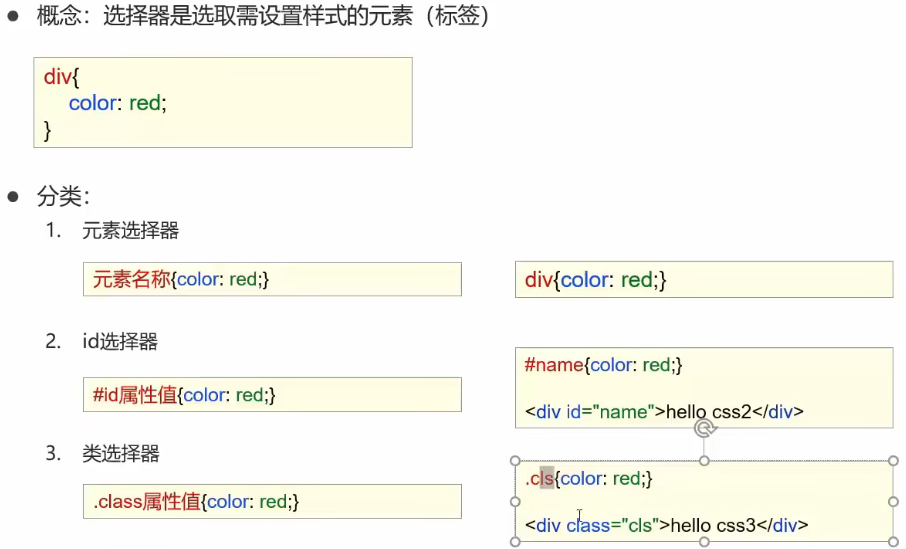 ● 概念：选择器是选取需设置样式的元素（标签）
div{
color: red;
}
● 分类：
1. 元素选择器
元素名称{color: red;}
div{color: red;}
2. id选择器
#id属性值{color: red;}
#name{color: red;}
<div id="name">hello css2</div>
3. 类选择器
.class属性值{color: red;}
.cls{color: red;}
<div class="cls">hello css3</div>